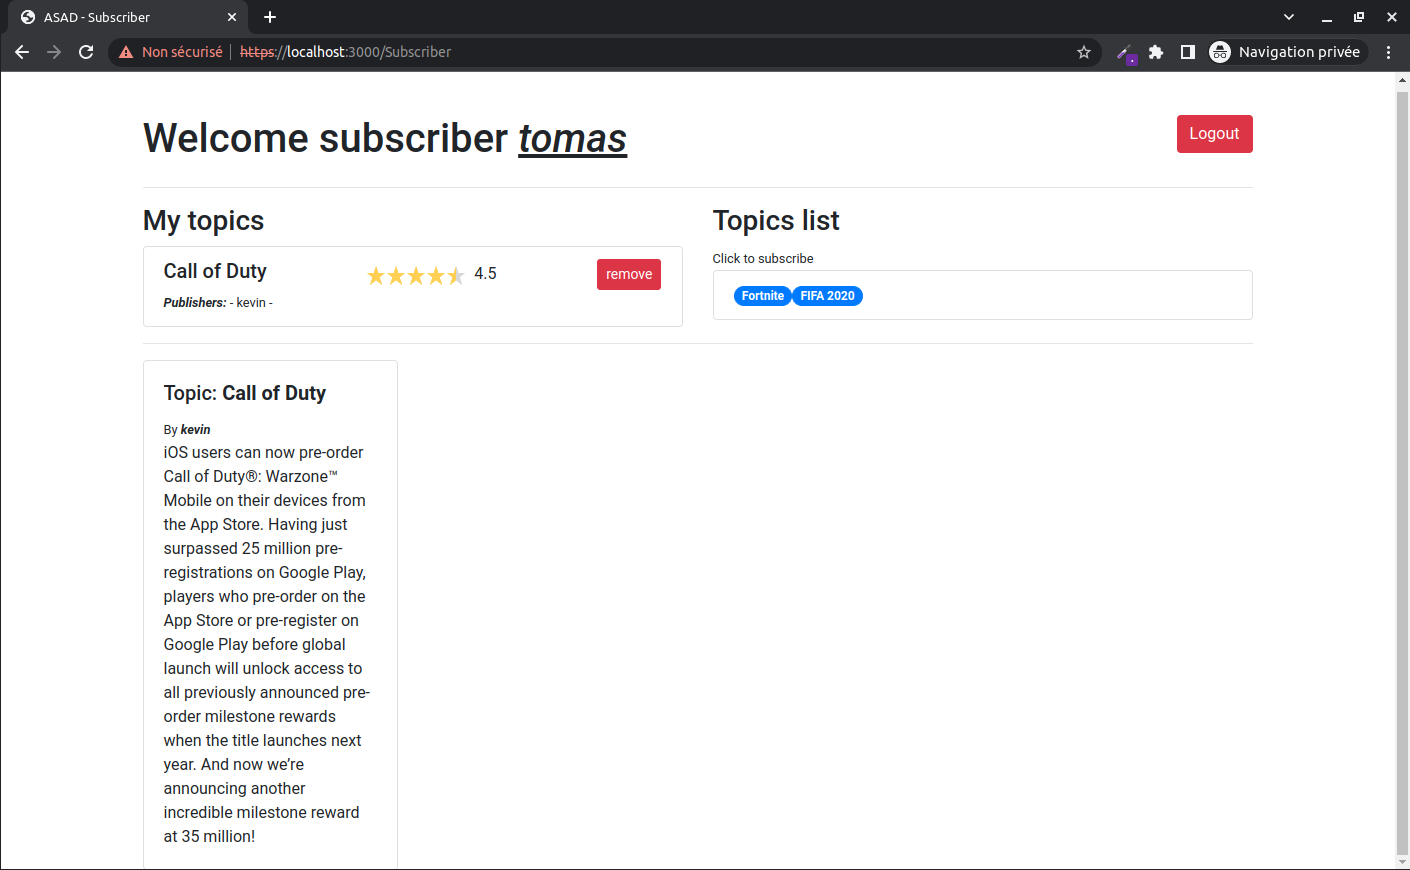 ASAD - Subscriber
Non sécurisé
https://localhost:3000/Subscriber
Navigation privée
Welcome subscriber tomas
Logout
My topics
Call of Duty
4.5
remove
Publishers: - kevin -
Topics list
Click to subscribe
Fortnite
FIFA 2020
Topic: Call of Duty
By kevin
iOS users can now pre-order
Call of Duty®: Warzone™
Mobile on their devices from
the App Store. Having just
surpassed 25 million pre-
registrations on Google Play,
players who pre-order on the
App Store or pre-register on
Google Play before global
launch will unlock access to
all previously announced pre-
order milestone rewards
when the title launches next
year. And now we’re
announcing another
incredible milestone reward
at 35 million!